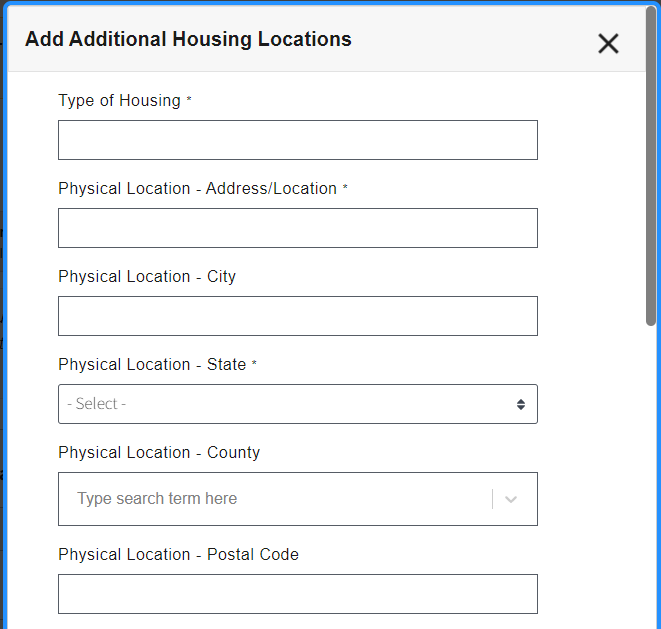 Add Additional Housing Locations
Type of Housing *
Physical Location - Address/Location *
Physical Location - City
Physical Location - State *
- Select -
Physical Location - County
Type search term here
Physical Location - Postal Code